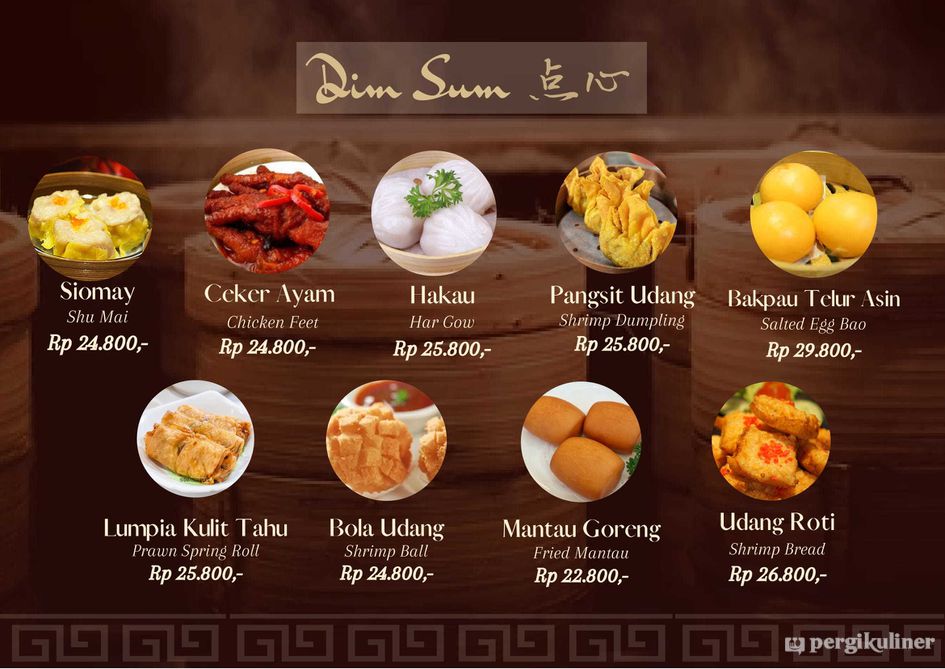 Dim Sum 点心
Siomay
Shu Mai
Rp 24.800,-
Ceker Ayam
Chicken Feet
Rp 24.800,-
Hakau
Har Gow
Rp 25.800,-
Pangsit Udang
Shrimp Dumpling
Rp 25.800,-
Bakpau Telur Asin
Salted Egg Bao
Rp 29.800,-
Lumpia Kulit Tahu
Prawn Spring Roll
Rp 25.800,-
Bola Udang
Shrimp Ball
Rp 24.800,-
Mantau Goreng
Fried Mantau
Rp 22.800,-
Udang Roti
Shrimp Bread
Rp 26.800,-
pergikuliner